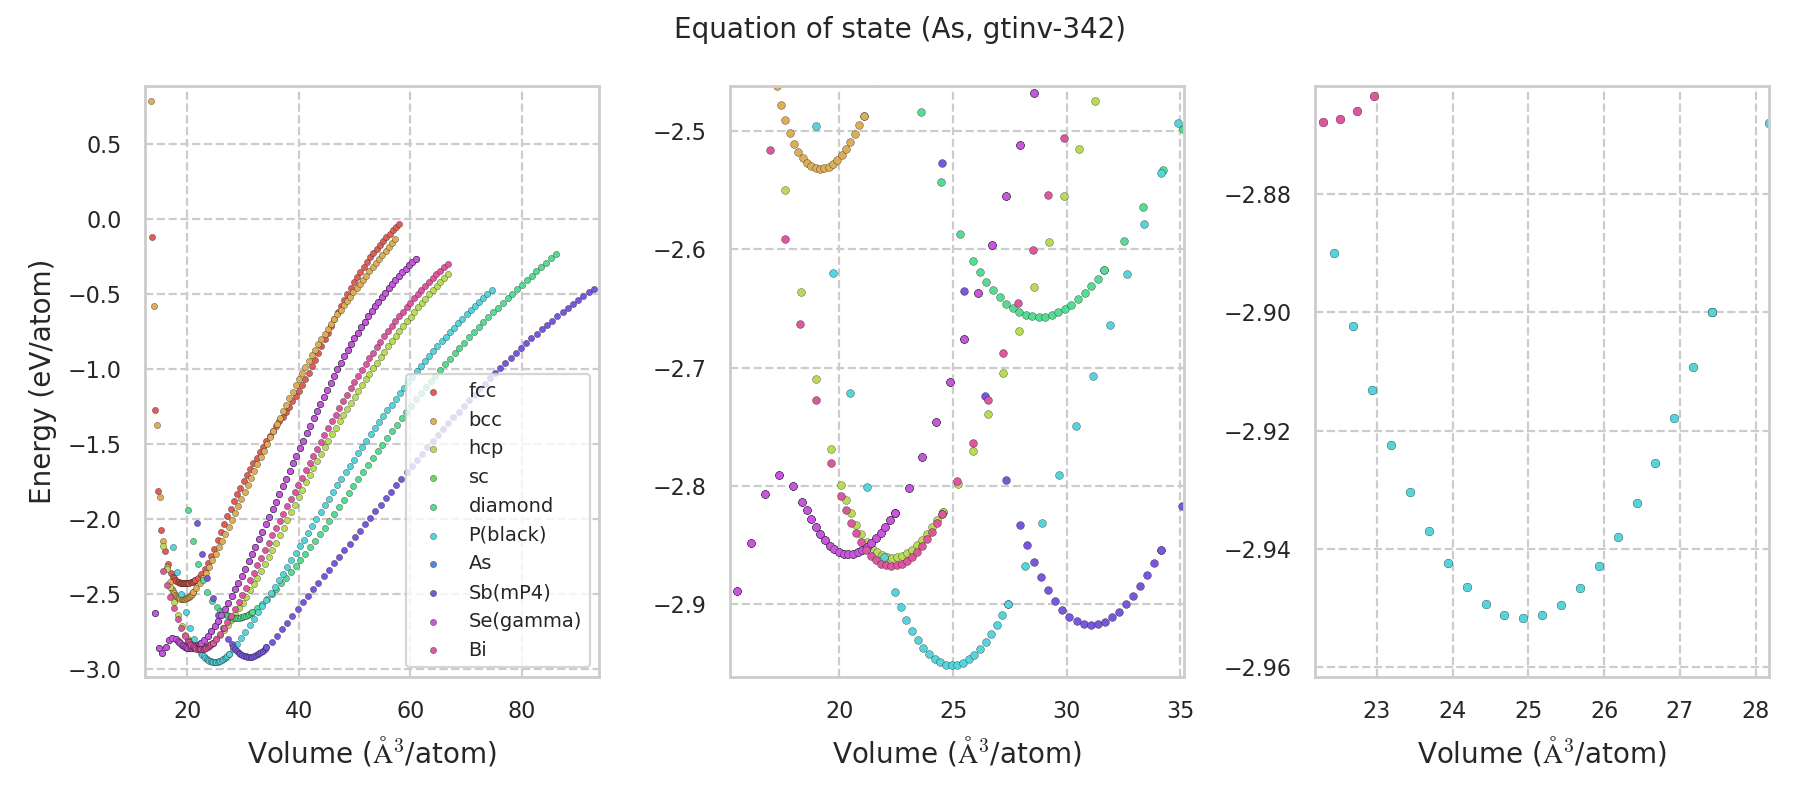 Equation of state (As, gtinv-342)
Energy (eV/atom)
0.5
0.0
−0.5
−1.0
−1.5
−2.0
−2.5
−3.0
20 40 60 80
Volume (Å³/atom)
fcc
bcc
hcp
sc
diamond
P(black)
As
Sb(mP4)
Se(gamma)
Bi
−2.5
−2.6
−2.7
−2.8
−2.9
20 25 30 35
Volume (Å³/atom)
−2.88
−2.90
−2.92
−2.94
−2.96
23 24 25 26 27 28
Volume (Å³/atom)